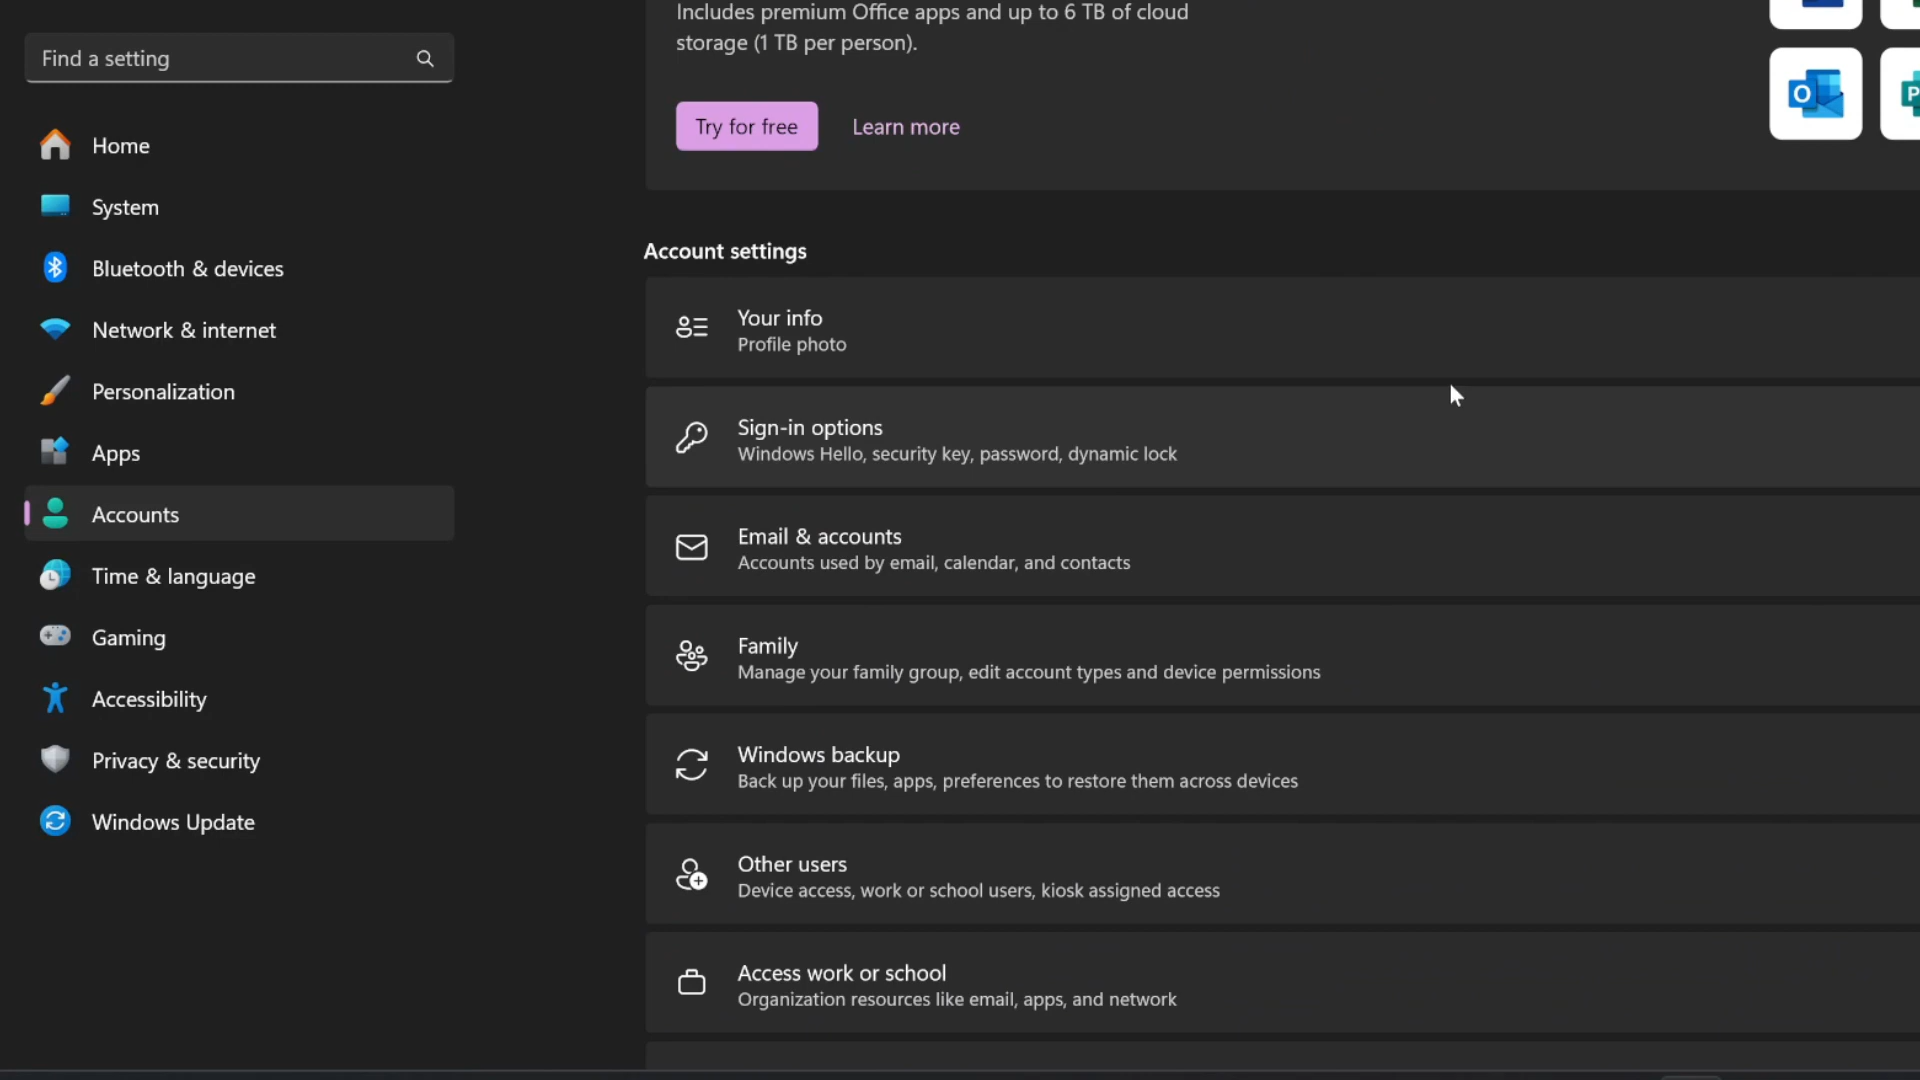 Find a setting
Home
System
Bluetooth & devices
Network & internet
Personalization
Apps
Accounts
Time & language
Gaming
Accessibility
Privacy & security
Windows Update
Includes premium Office apps and up to 6 TB of cloud
storage (1 TB per person).
Try for free
Learn more
O
P
Account settings
Your info
Profile photo
Sign-in options
Windows Hello, security key, password, dynamic lock
Email & accounts
Accounts used by email, calendar, and contacts
Family
Manage your family group, edit account types and device permissions
Windows backup
Back up your files, apps, preferences to restore them across devices
Other users
Device access, work or school users, kiosk assigned access
Access work or school
Organization resources like email, apps, and network